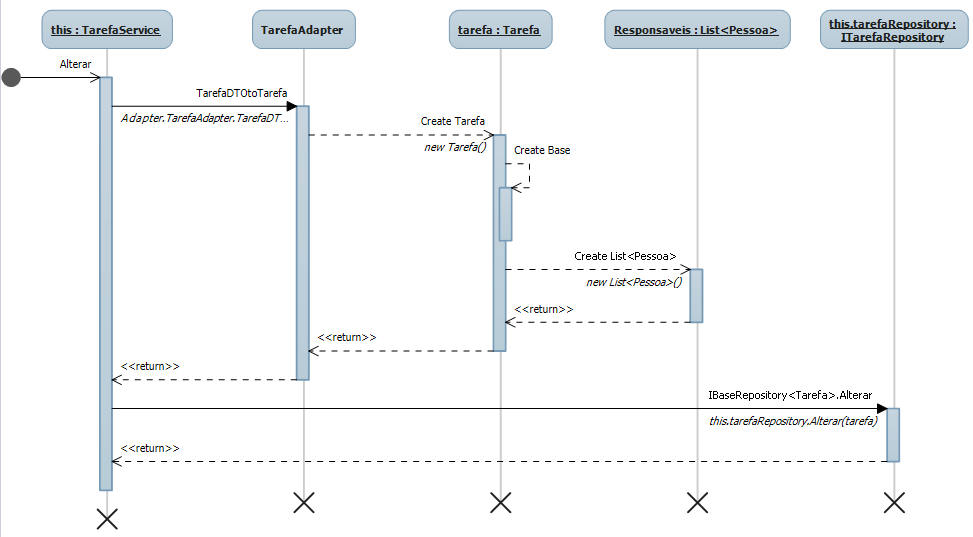 this : TarefaService
TarefaAdapter
tarefa : Tarefa
Responsaveis : List<Pessoa>
this.tarefaRepository :
ITarefaRepository
Alterar
TarefaDTOtoTarefa
Adapter.TarefaAdapter.TarefaDT...
Create Tarefa
new Tarefa()
Create Base
Create List<Pessoa>
new List<Pessoa>()
<<return>>
<<return>>
<<return>>
IBaseRepository<Tarefa>.Alterar
this.tarefaRepository.Alterar(tarefa)
<<return>>